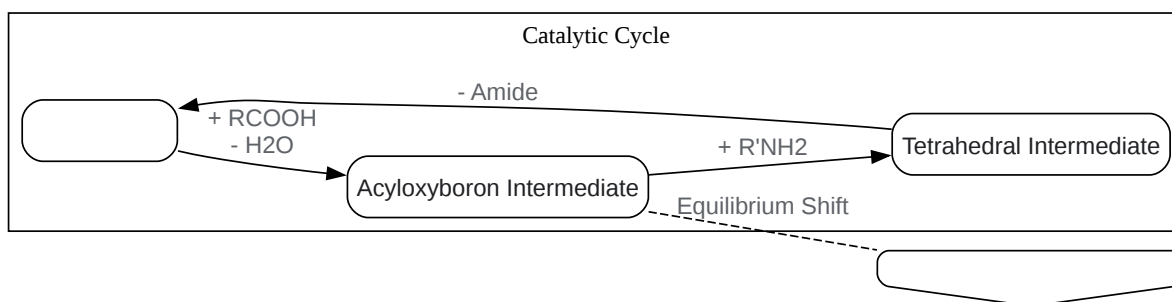 Catalytic Cycle
- Amide
+ RCOOH
- H2O
+ R'NH2
Tetrahedral Intermediate
Acyloxyboron Intermediate
Equilibrium Shift